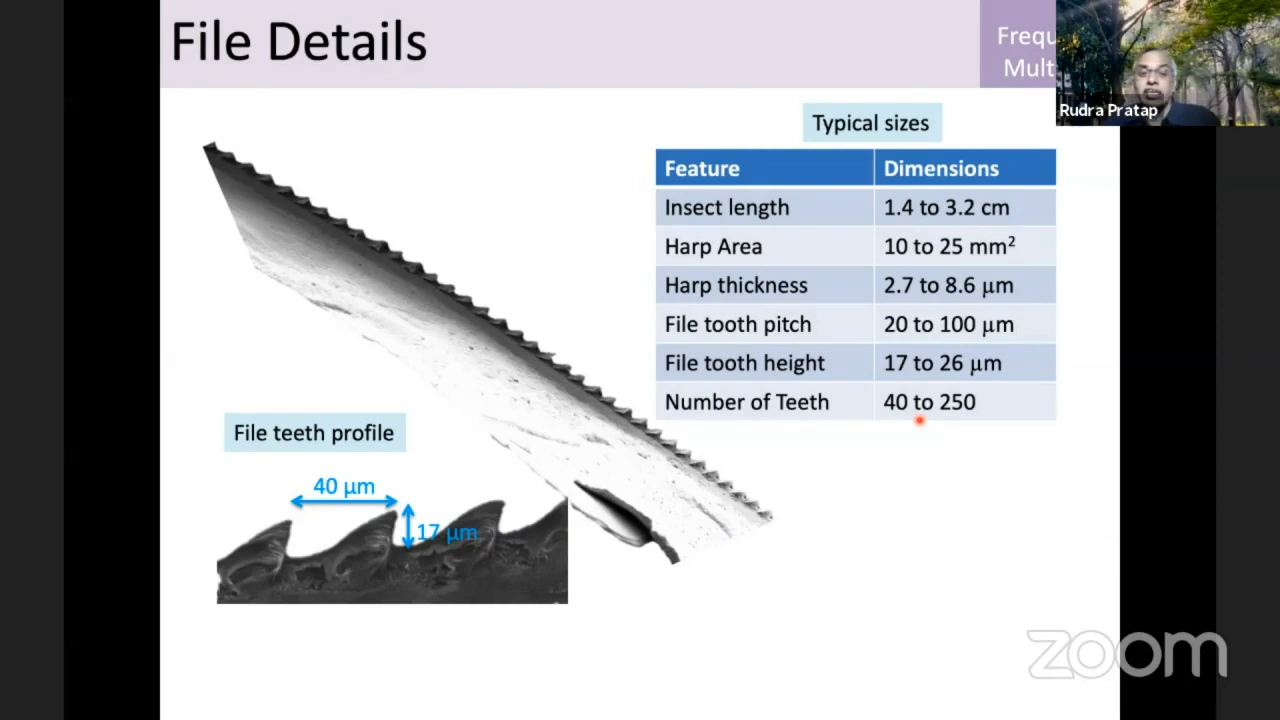 File Details
Frequ
Mult
Rudra Pratap
Typical sizes
Feature Dimensions
Insect length 1.4 to 3.2 cm
Harp Area 10 to 25 mm²
Harp thickness 2.7 to 8.6 μm
File tooth pitch 20 to 100 μm
File tooth height 17 to 26 μm
Number of Teeth 40 to 250
File teeth profile
40 μm
17 μm
zoom